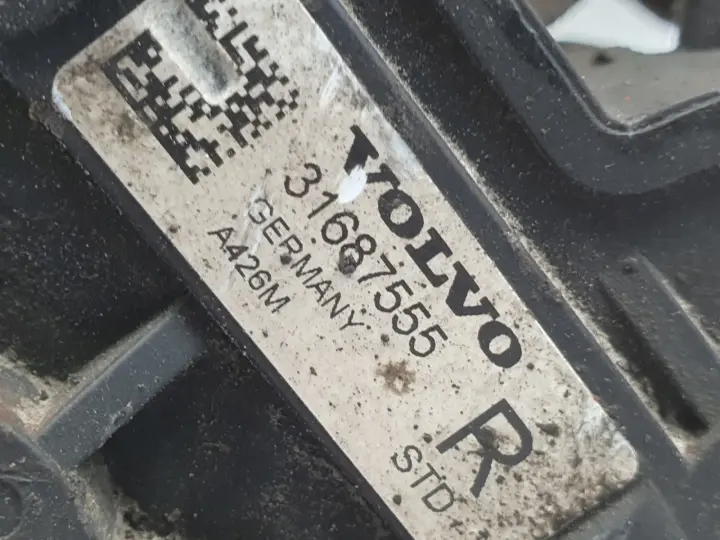 VOLVO
31687555
GERMANY
A426M
R
STD